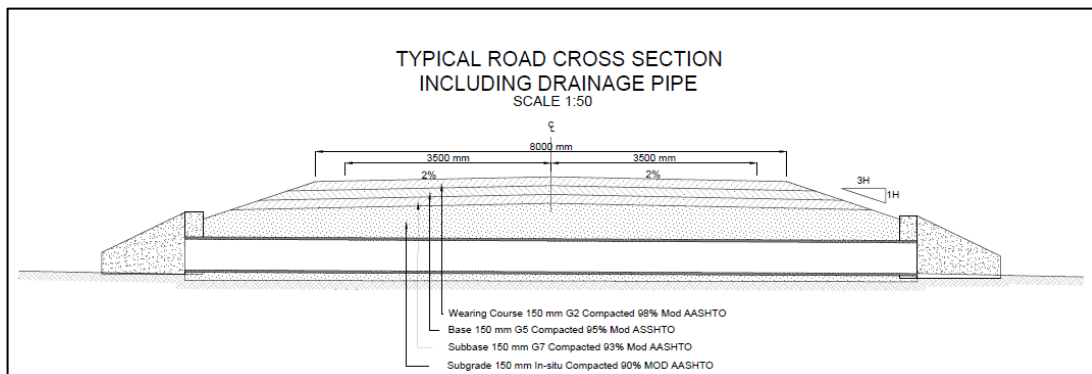 TYPICAL ROAD CROSS SECTION
INCLUDING DRAINAGE PIPE
SCALE 1:50
℄
8000 mm
3500 mm 3500 mm
2% 2%
3H
1H
Wearing Course 150 mm G2 Compacted 98% Mod AASHTO
Base 150 mm G5 Compacted 95% Mod ASSHTO
Subbase 150 mm G7 Compacted 93% Mod AASHTO
Subgrade 150 mm In-situ Compacted 90% MOD AASHTO